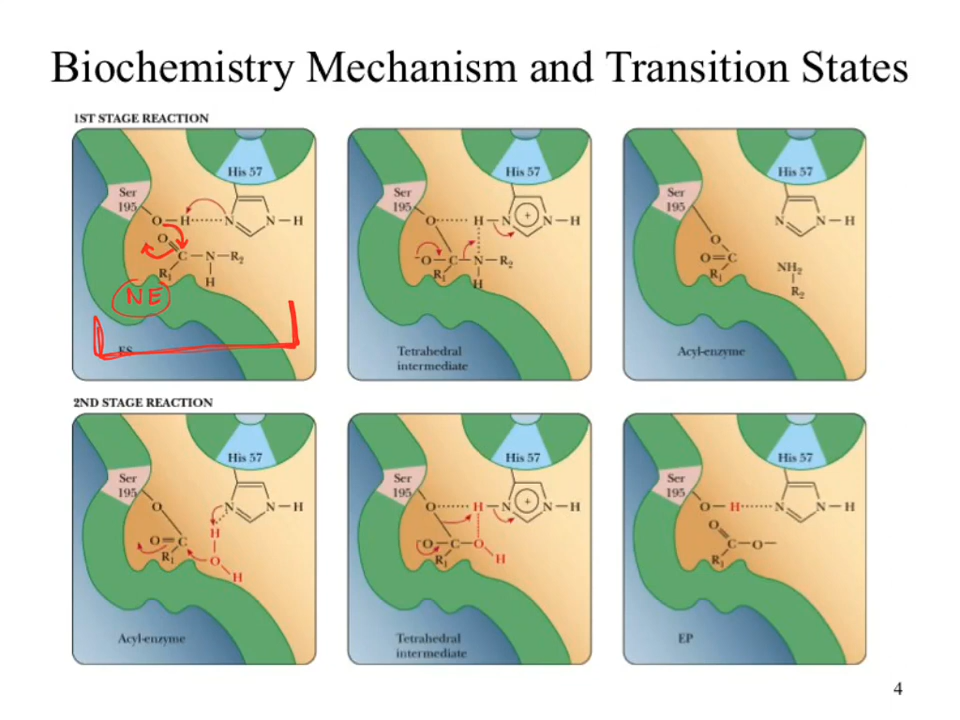 Biochemistry Mechanism and Transition States
1ST STAGE REACTION
His 57
Ser
195
O—H
N
N—H
O
C—N—R₂
R₁
H
NE
ES
His 57
Ser
195
O
H—N
+
N—H
⁻O—C—N—R₂
R₁
H
Tetrahedral
intermediate
His 57
Ser
195
N
N—H
O
O=C
R₁
NH₂
R₂
Acyl-enzyme
2ND STAGE REACTION
His 57
Ser
195
O
N
N—H
H
O=C
R₁
O
H
Acyl-enzyme
His 57
Ser
195
O
H—N
+
N—H
⁻O—C—O
R₁
H
Tetrahedral
intermediate
His 57
Ser
195
O—H
N
N—H
O
C—O—
R₁
EP
4